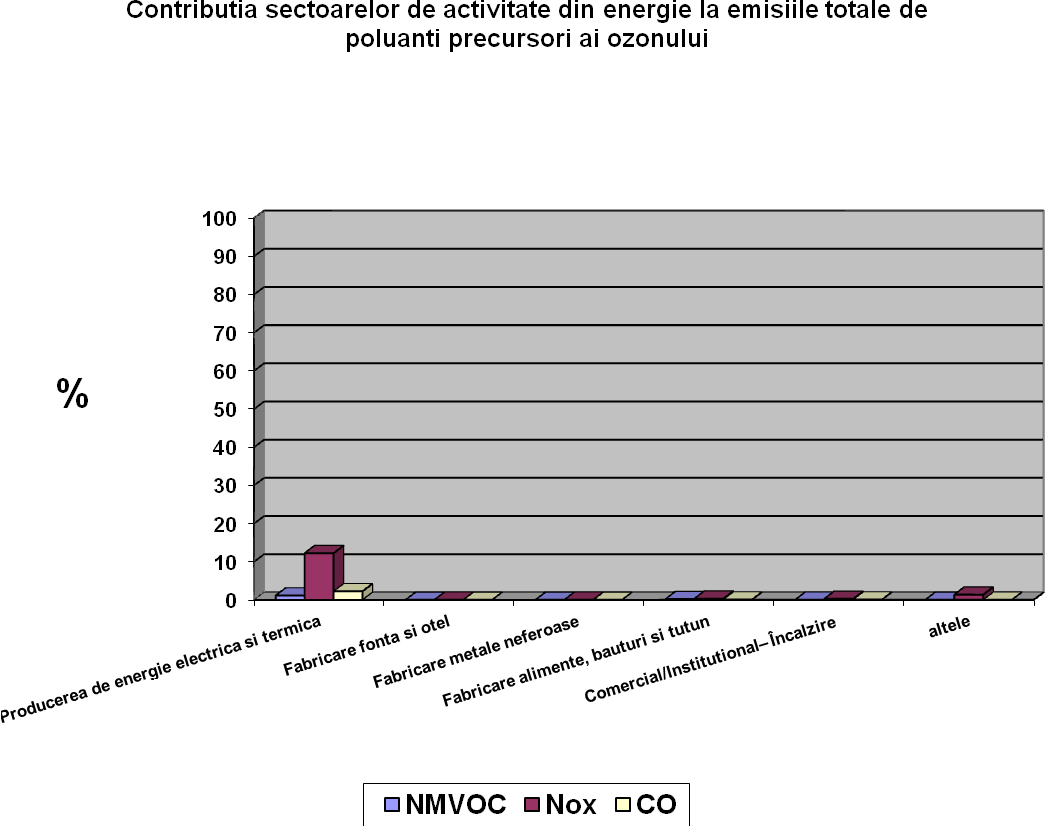 Contributia sectoarelor de activitate din energie la emisiile totale de
poluanti precursori ai ozonului
100
90
80
70
60
%
50
40
30
20
10
0
Producerea de energie electrica si termica
Fabricare fonta si otel
Fabricare metale neferoase
Fabricare alimente, bauturi si tutun
Comercial/Institutional–Încalzire
altele
NMVOC Nox CO